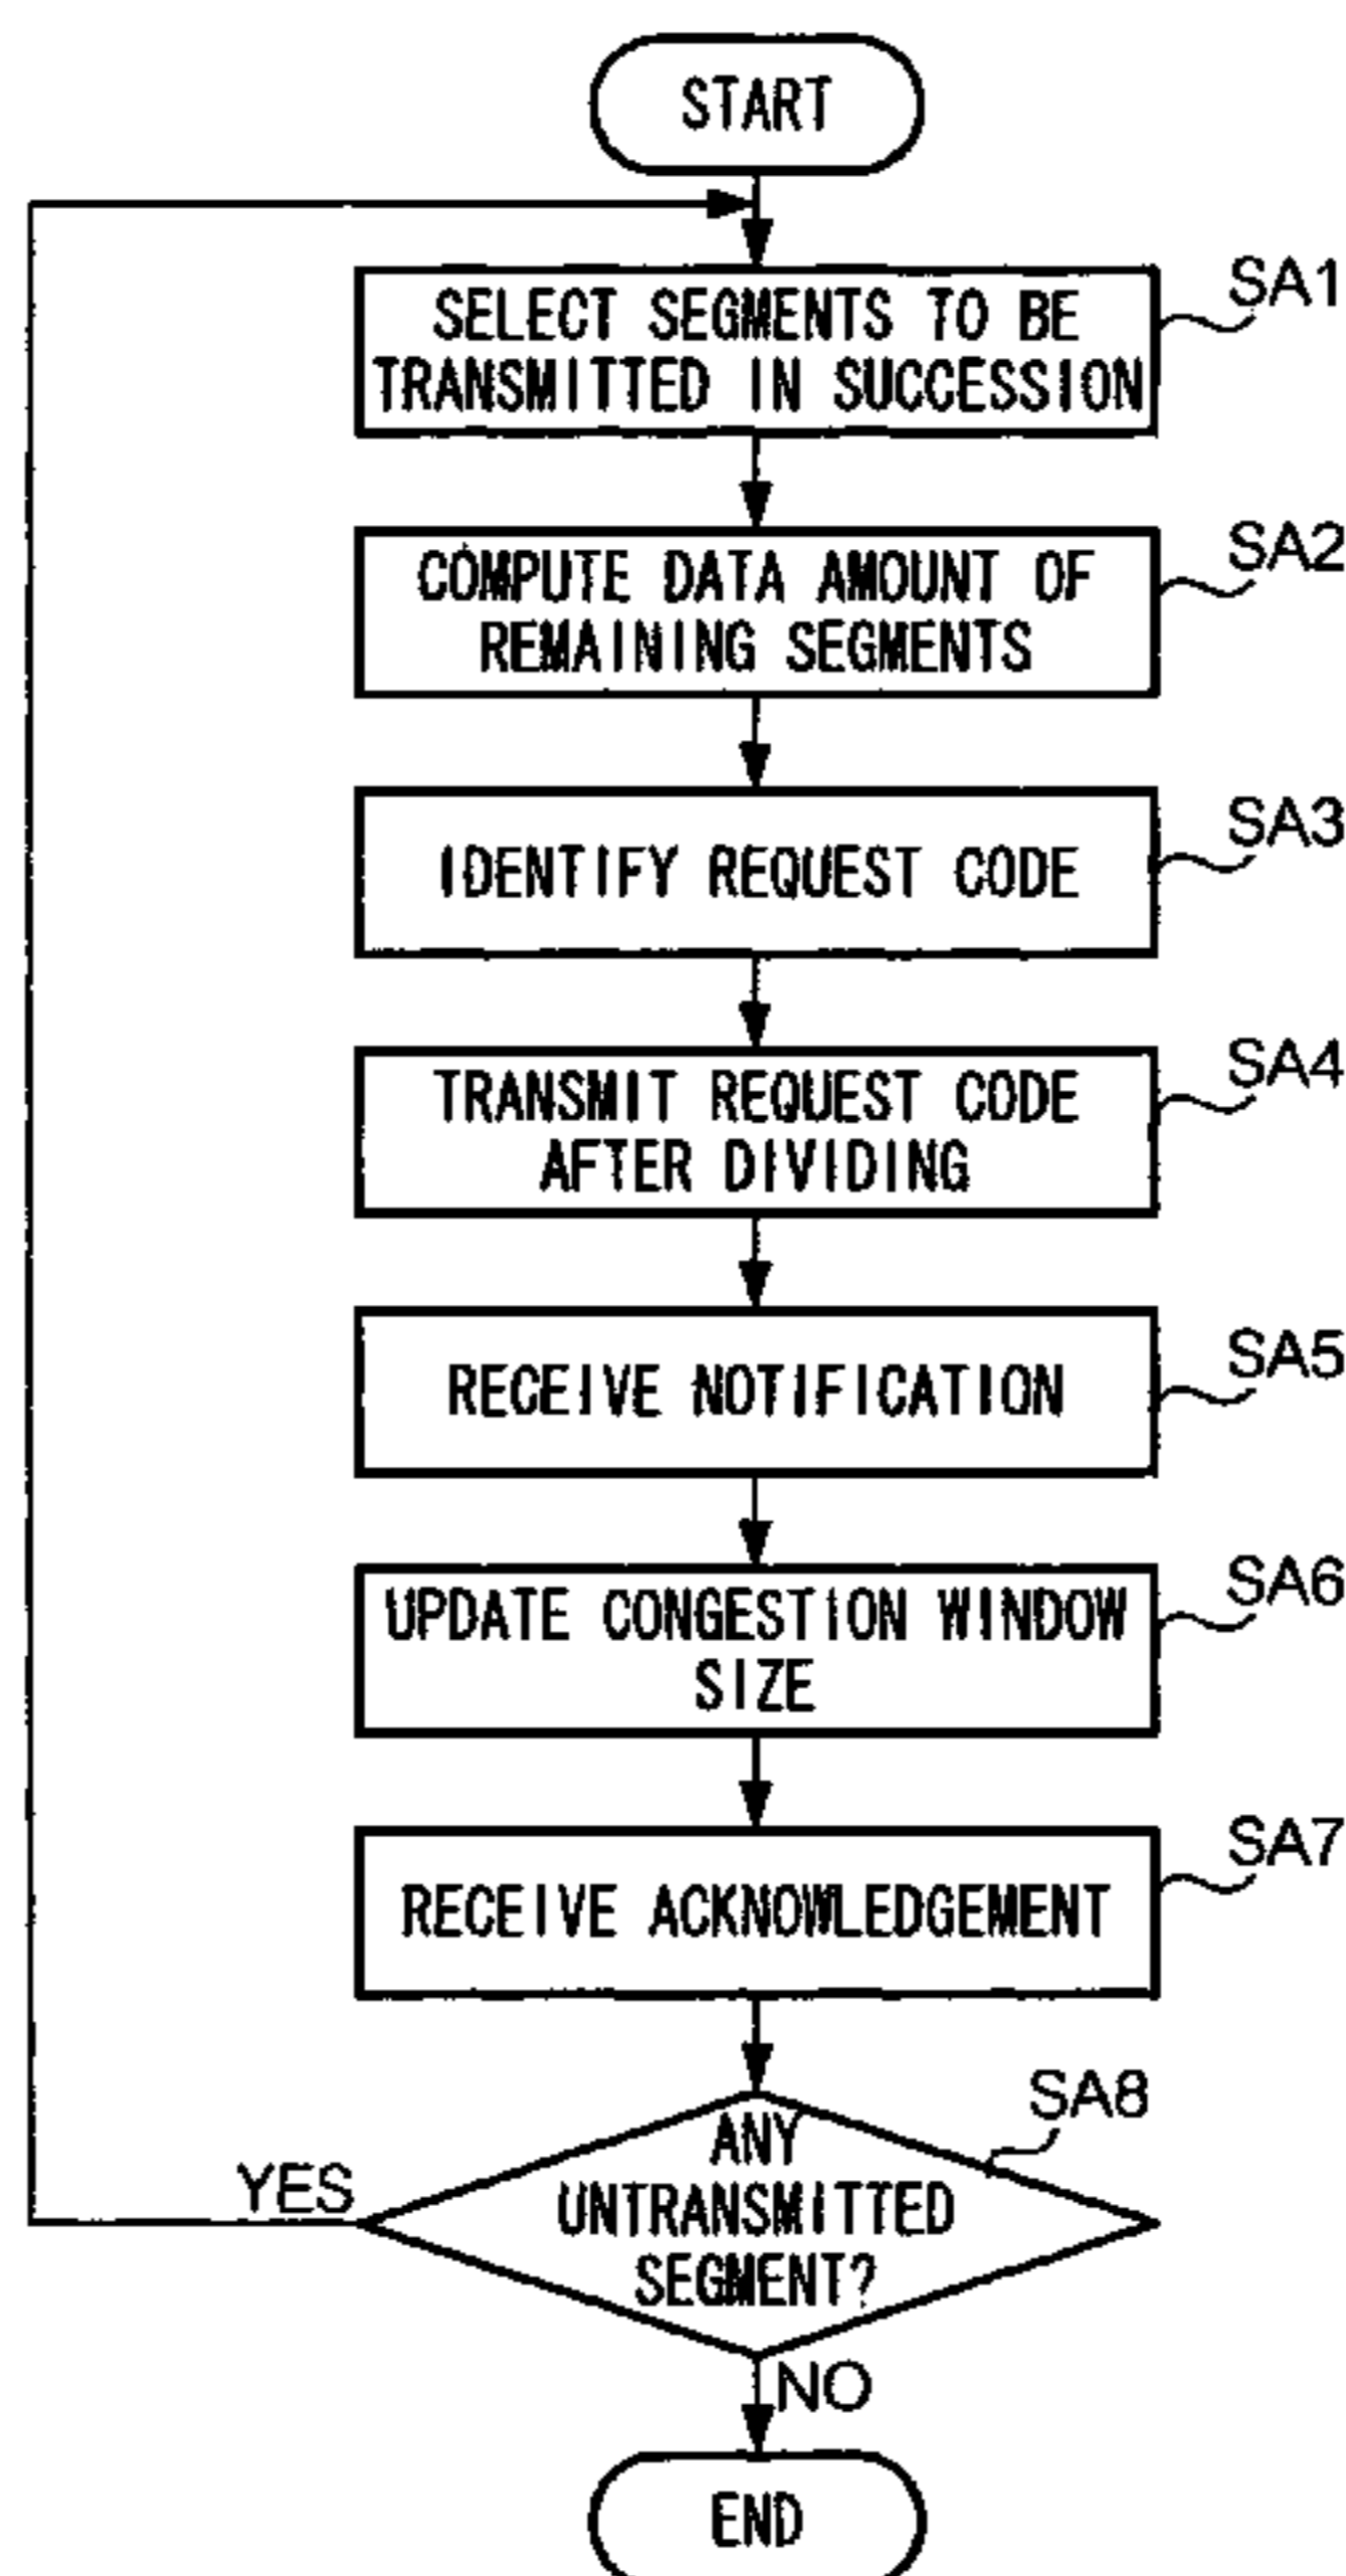 START
SELECT SEGMENTS TO BE
TRANSMITTED IN SUCCESSION
SA1
COMPUTE DATA AMOUNT OF
REMAINING SEGMENTS
SA2
IDENTIFY REQUEST CODE
SA3
TRANSMIT REQUEST CODE
AFTER DIVIDING
SA4
RECEIVE NOTIFICATION
SA5
UPDATE CONGESTION WINDOW
SIZE
SA6
RECEIVE ACKNOWLEDGEMENT
SA7
ANY
UNTRANSMITTED
SEGMENT?
SA8
YES
NO
END